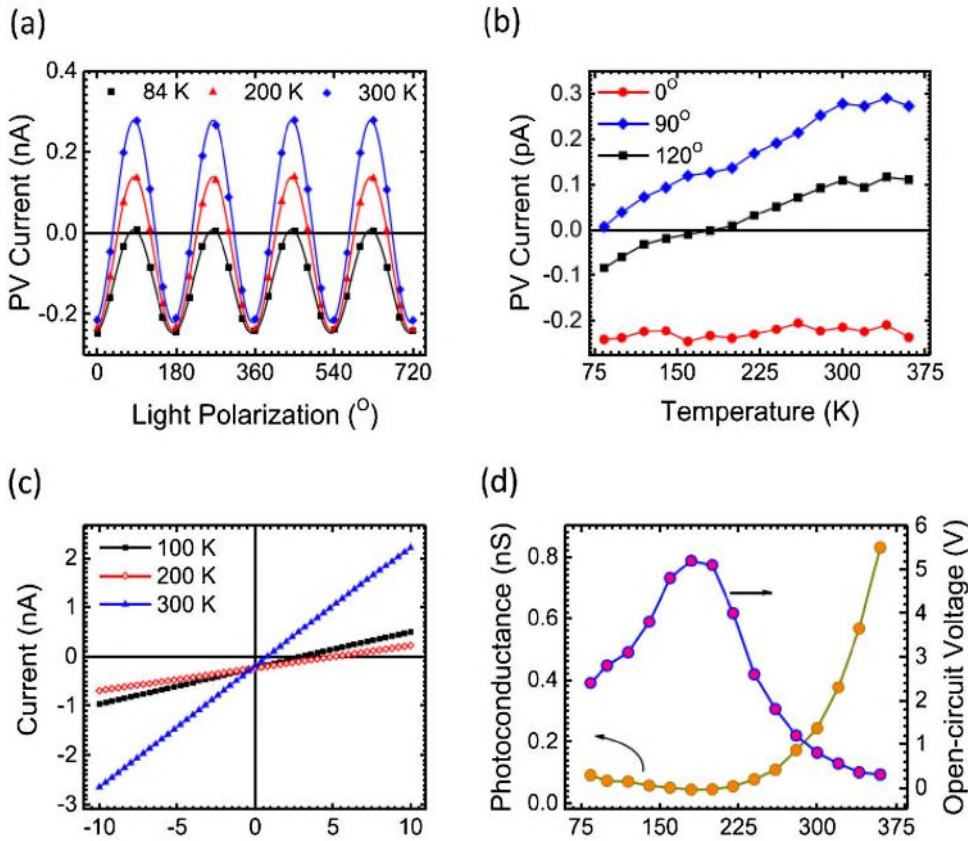 (a)
0.4
84 K 200 K 300 K
0.2
0.0
-0.2
PV Current (nA)
0 180 360 540 720
Light Polarization (O)
(b)
0.3
0.2
0.1
0.0
-0.1
-0.2
0O
90O
120O
PV Current (pA)
75 150 225 300 375
Temperature (K)
(c)
2
1
0
-1
-2
-3
100 K
200 K
300 K
Current (nA)
-10 -5 0 5 10
(d)
0.8
0.6
0.4
0.2
0.0
Photoconductance (nS)
6
5
4
3
2
1
0
Open-circuit Voltage (V)
75 150 225 300 375